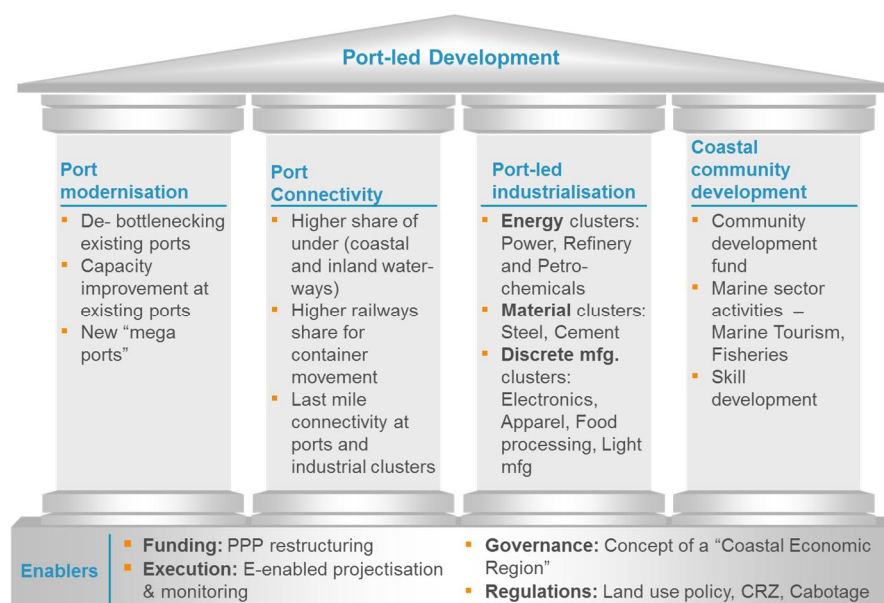 Port-led Development
Port
modernisation
▪ De- bottlenecking
existing ports
▪ Capacity
improvement at
existing ports
▪ New “mega
ports”
Port
Connectivity
▪ Higher share of
under (coastal
and inland water-
ways)
▪ Higher railways
share for
container
movement
▪ Last mile
connectivity at
ports and
industrial clusters
Port-led
industrialisation
▪ Energy clusters:
Power, Refinery
and Petro-
chemicals
▪ Material clusters:
Steel, Cement
▪ Discrete mfg.
clusters:
Electronics,
Apparel, Food
processing, Light
mfg
Coastal
community
development
▪ Community
development
fund
▪ Marine sector
activities –
Marine Tourism,
Fisheries
▪ Skill
development
Enablers
▪ Funding: PPP restructuring
▪ Execution: E-enabled projectisation
& monitoring
▪ Governance: Concept of a “Coastal Economic
Region”
▪ Regulations: Land use policy, CRZ, Cabotage